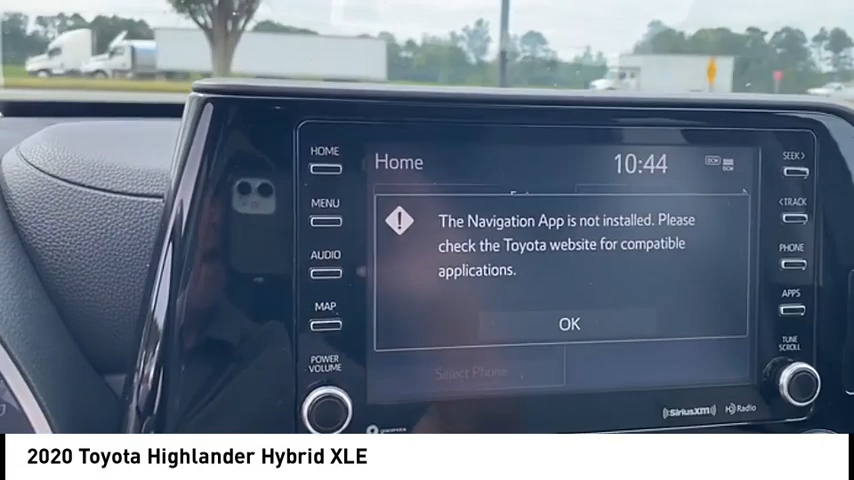 HOME
MENU
AUDIO
MAP
POWER
VOLUME
Home
10:44
The Navigation App is not installed. Please
check the Toyota website for compatible
applications.
OK
Select Phone
SEEK>
<TRACK
PHONE
APPS
TUNE
SCROLL
SiriusXM
HD Radio
2020 Toyota Highlander Hybrid XLE